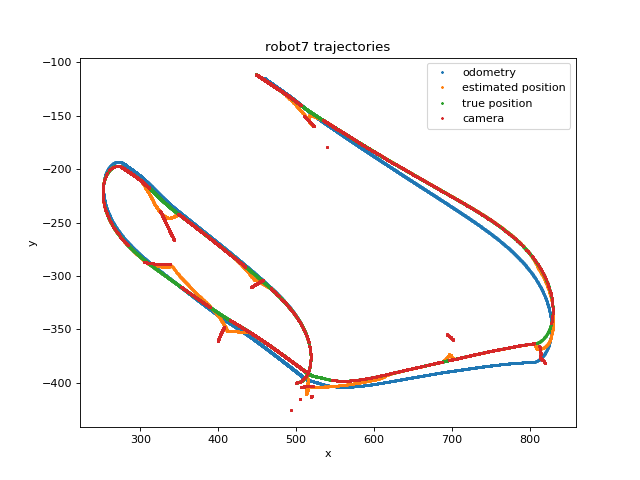 robot7 trajectories
odometry
estimated position
true position
camera
−100
−150
−200
−250
−300
−350
−400
y
300
400
500
600
700
800
x